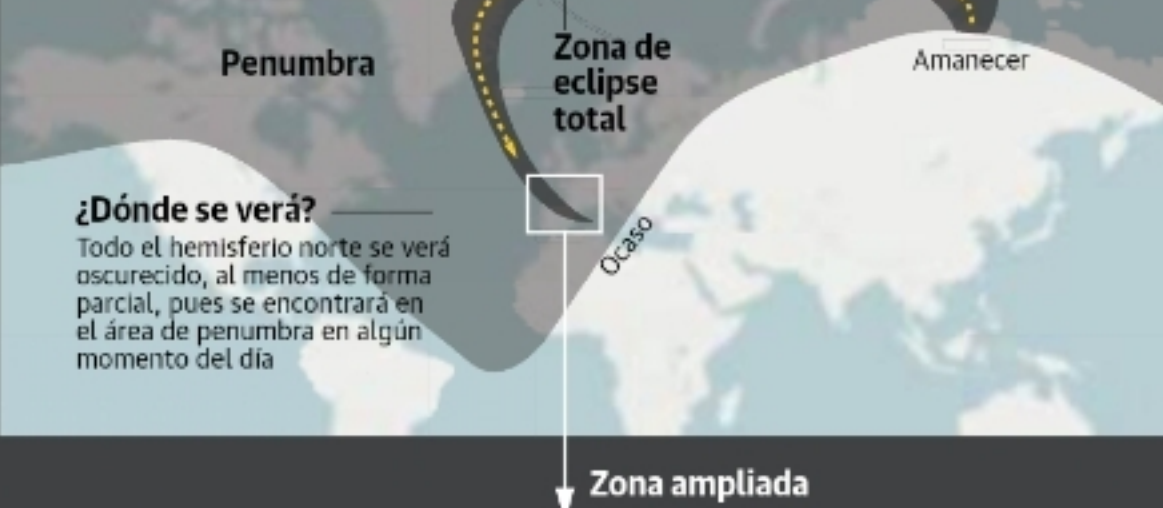 Penumbra
Zona de
eclipse
total
Amanecer
¿Dónde se verá?
Todo el hemisferio norte se verá
oscurecido, al menos de forma
parcial, pues se encontrará en
el área de penumbra en algún
momento del día
Ocaso
Zona ampliada